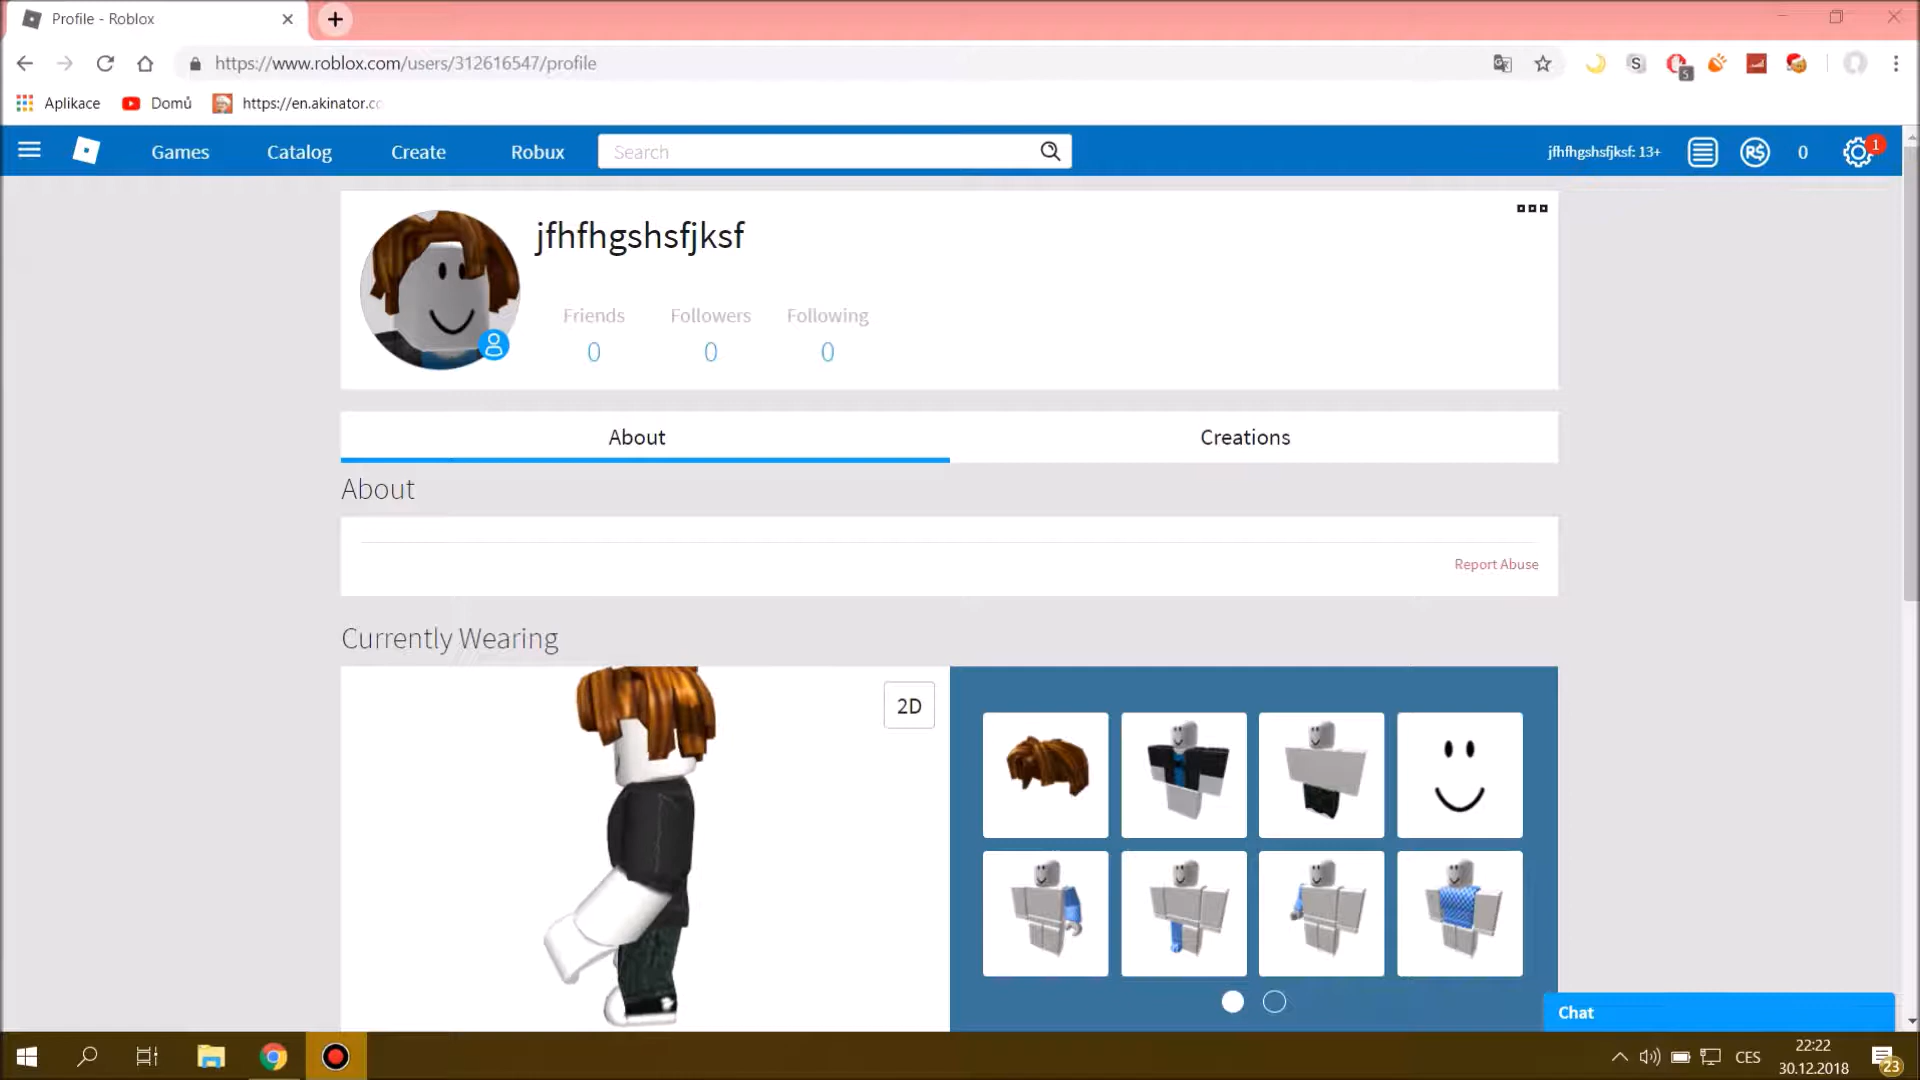 Profile - Roblox
https://www.roblox.com/users/312616547/profile
S
5
Aplikace
Domů
https://en.akinator.co
Games
Catalog
Create
Robux
Search
jfhfhgshsfjksf: 13+
R$
0
1
jfhfhgshsfjksf
Friends
Followers
Following
0
0
0
About
Creations
About
Report Abuse
Currently Wearing
2D
Chat
CES
22:22
30.12.2018
23